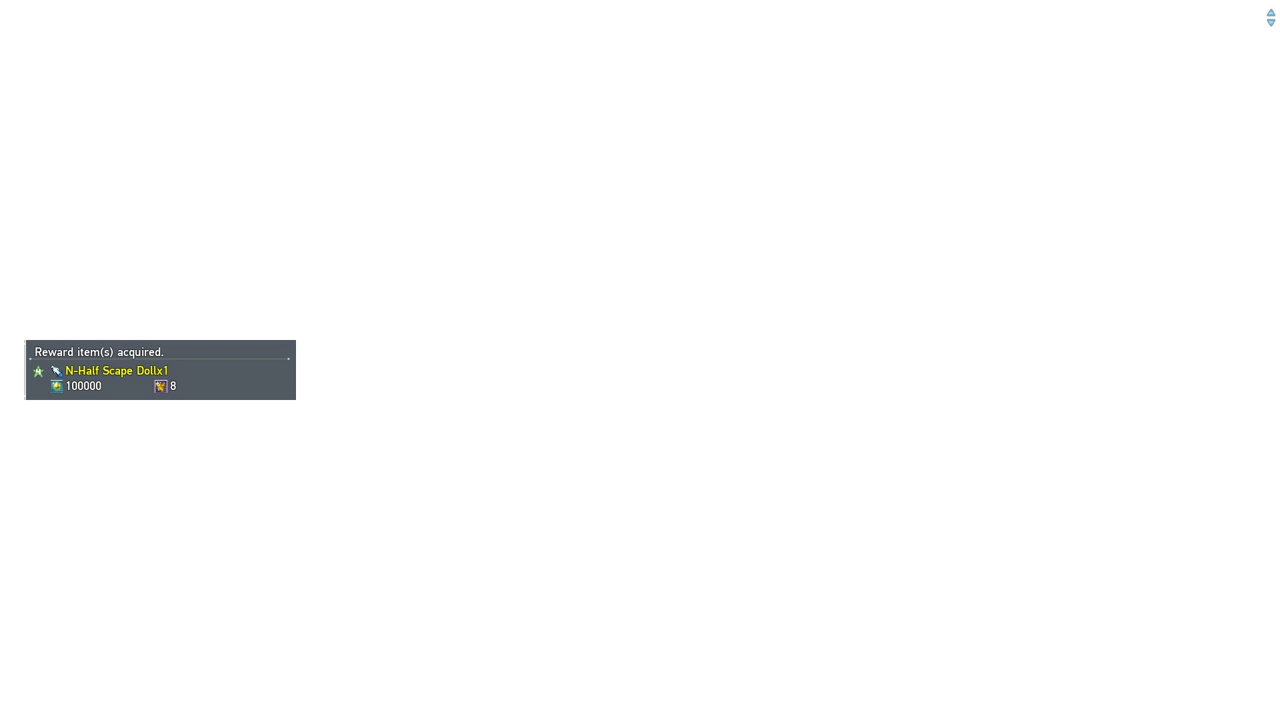 Reward item(s) acquired.
N-Half Scape Dollx1
100000 8